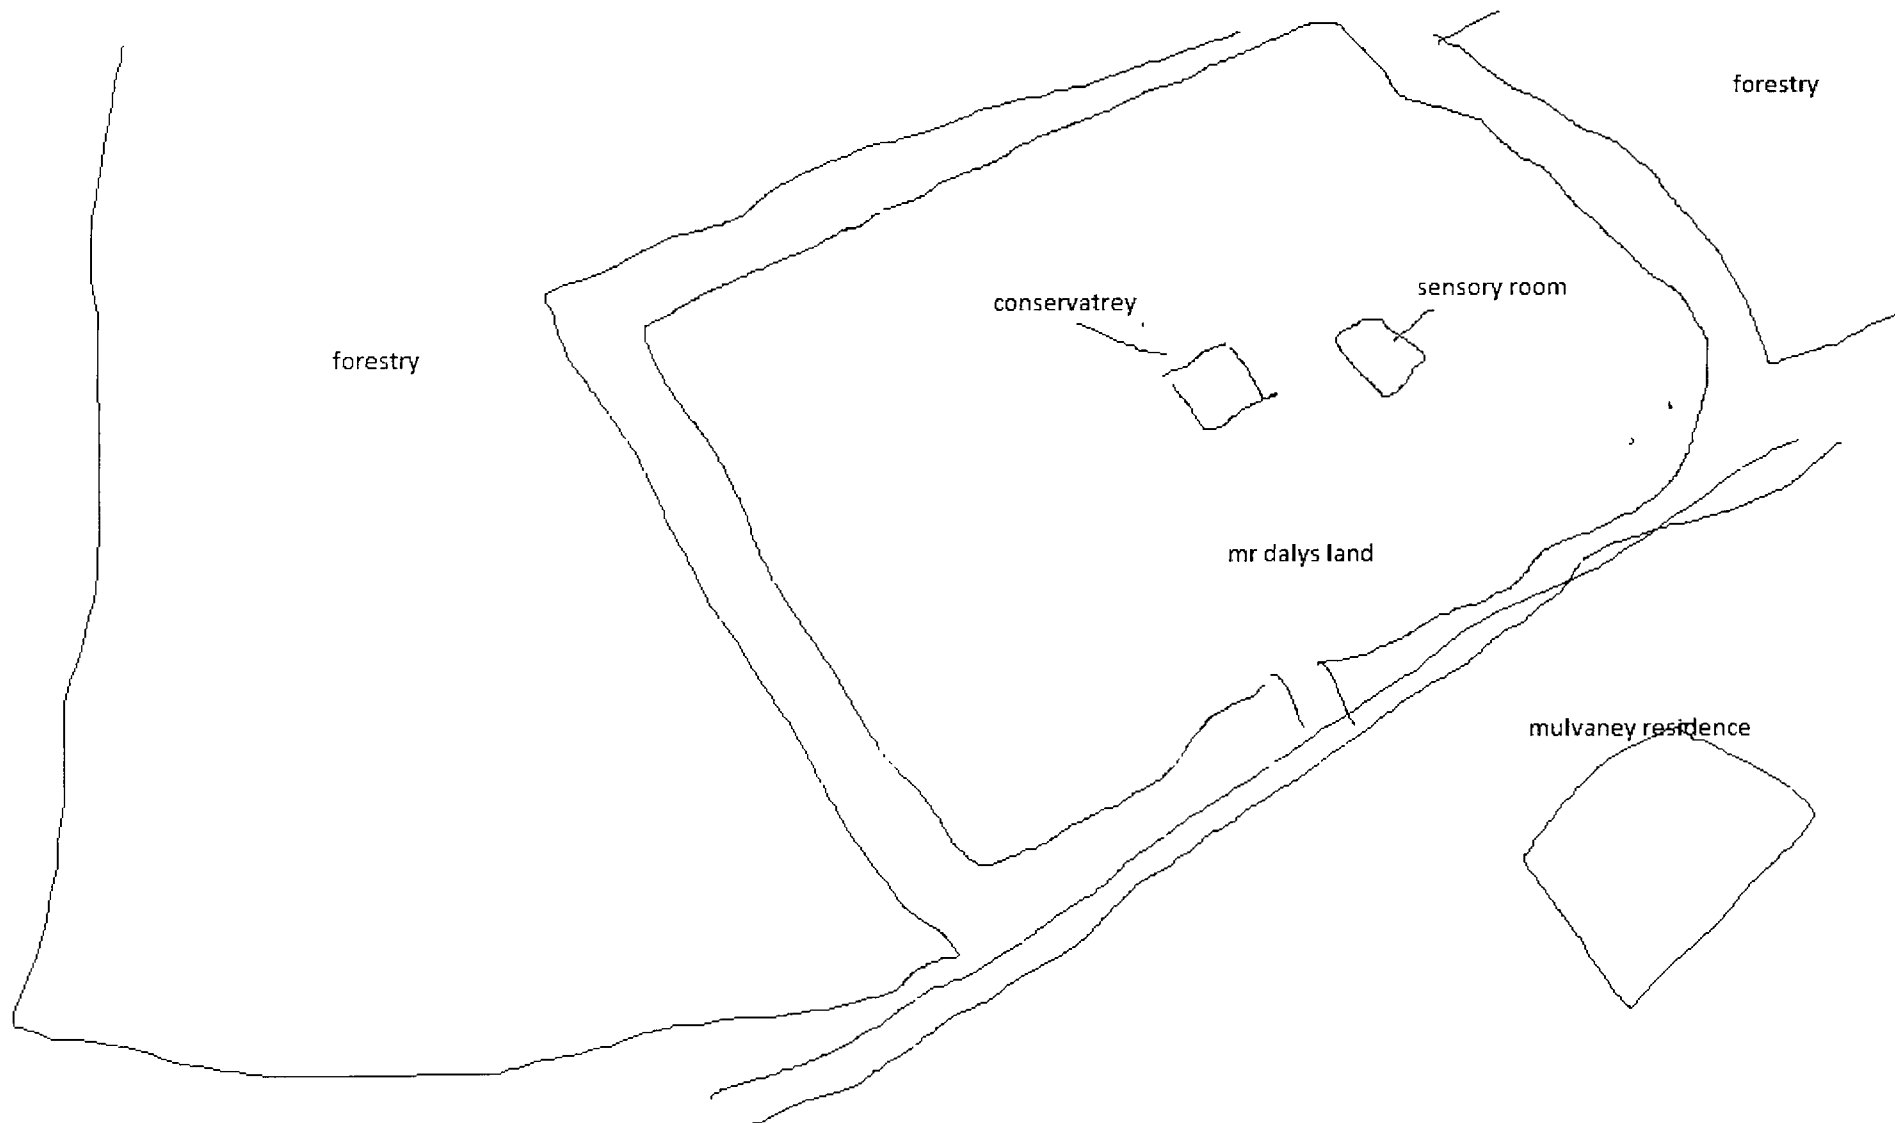 forestry
sensory room
conservatrey
forestry
mr dalys land
mulvaney residence